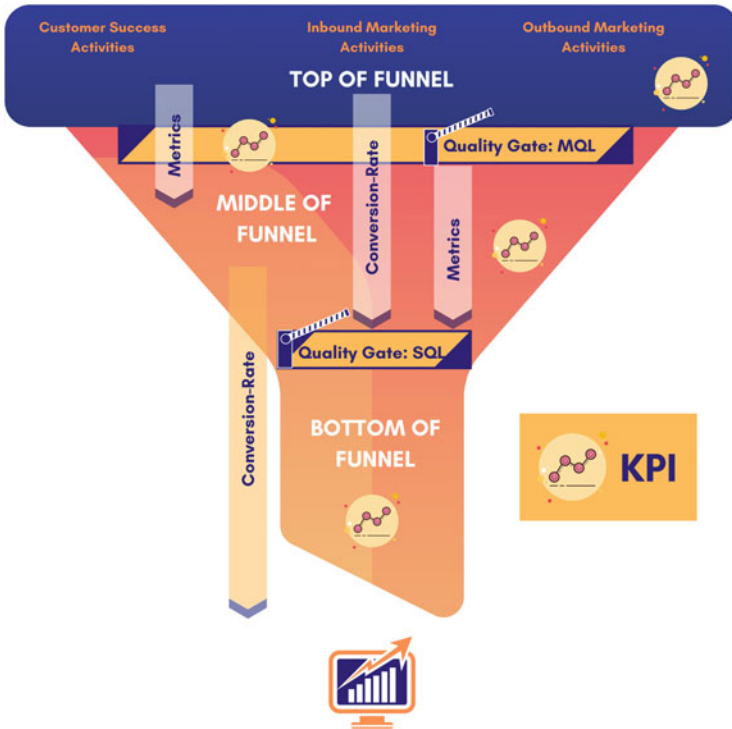 Customer Success
Activities
Inbound Marketing
Activities
Outbound Marketing
Activities
TOP OF FUNNEL
Metrics
Quality Gate: MQL
MIDDLE OF
FUNNEL
Conversion-Rate
Metrics
Quality Gate: SQL
Conversion-Rate
BOTTOM OF
FUNNEL
KPI